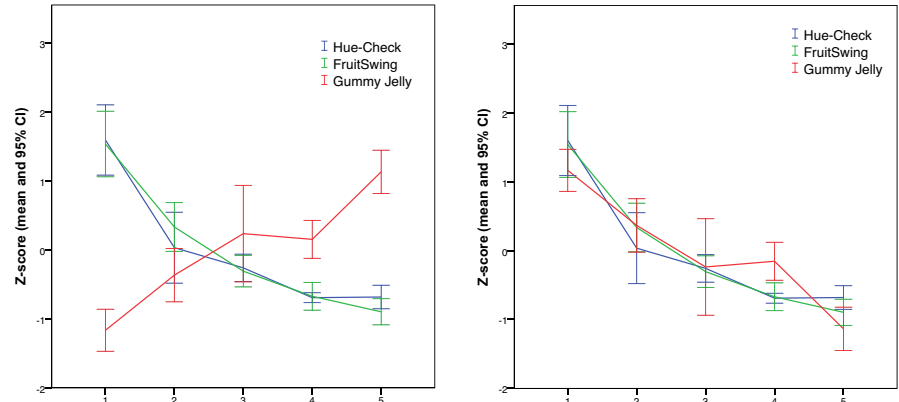 Z-score (mean and 95% CI)
3
2
1
0
-1
-2
1 2 3 4 5
Hue-Check
FruitSwing
Gummy Jelly
Z-score (mean and 95% CI)
3
2
1
0
-1
-2
1 2 3 4 5
Hue-Check
FruitSwing
Gummy Jelly